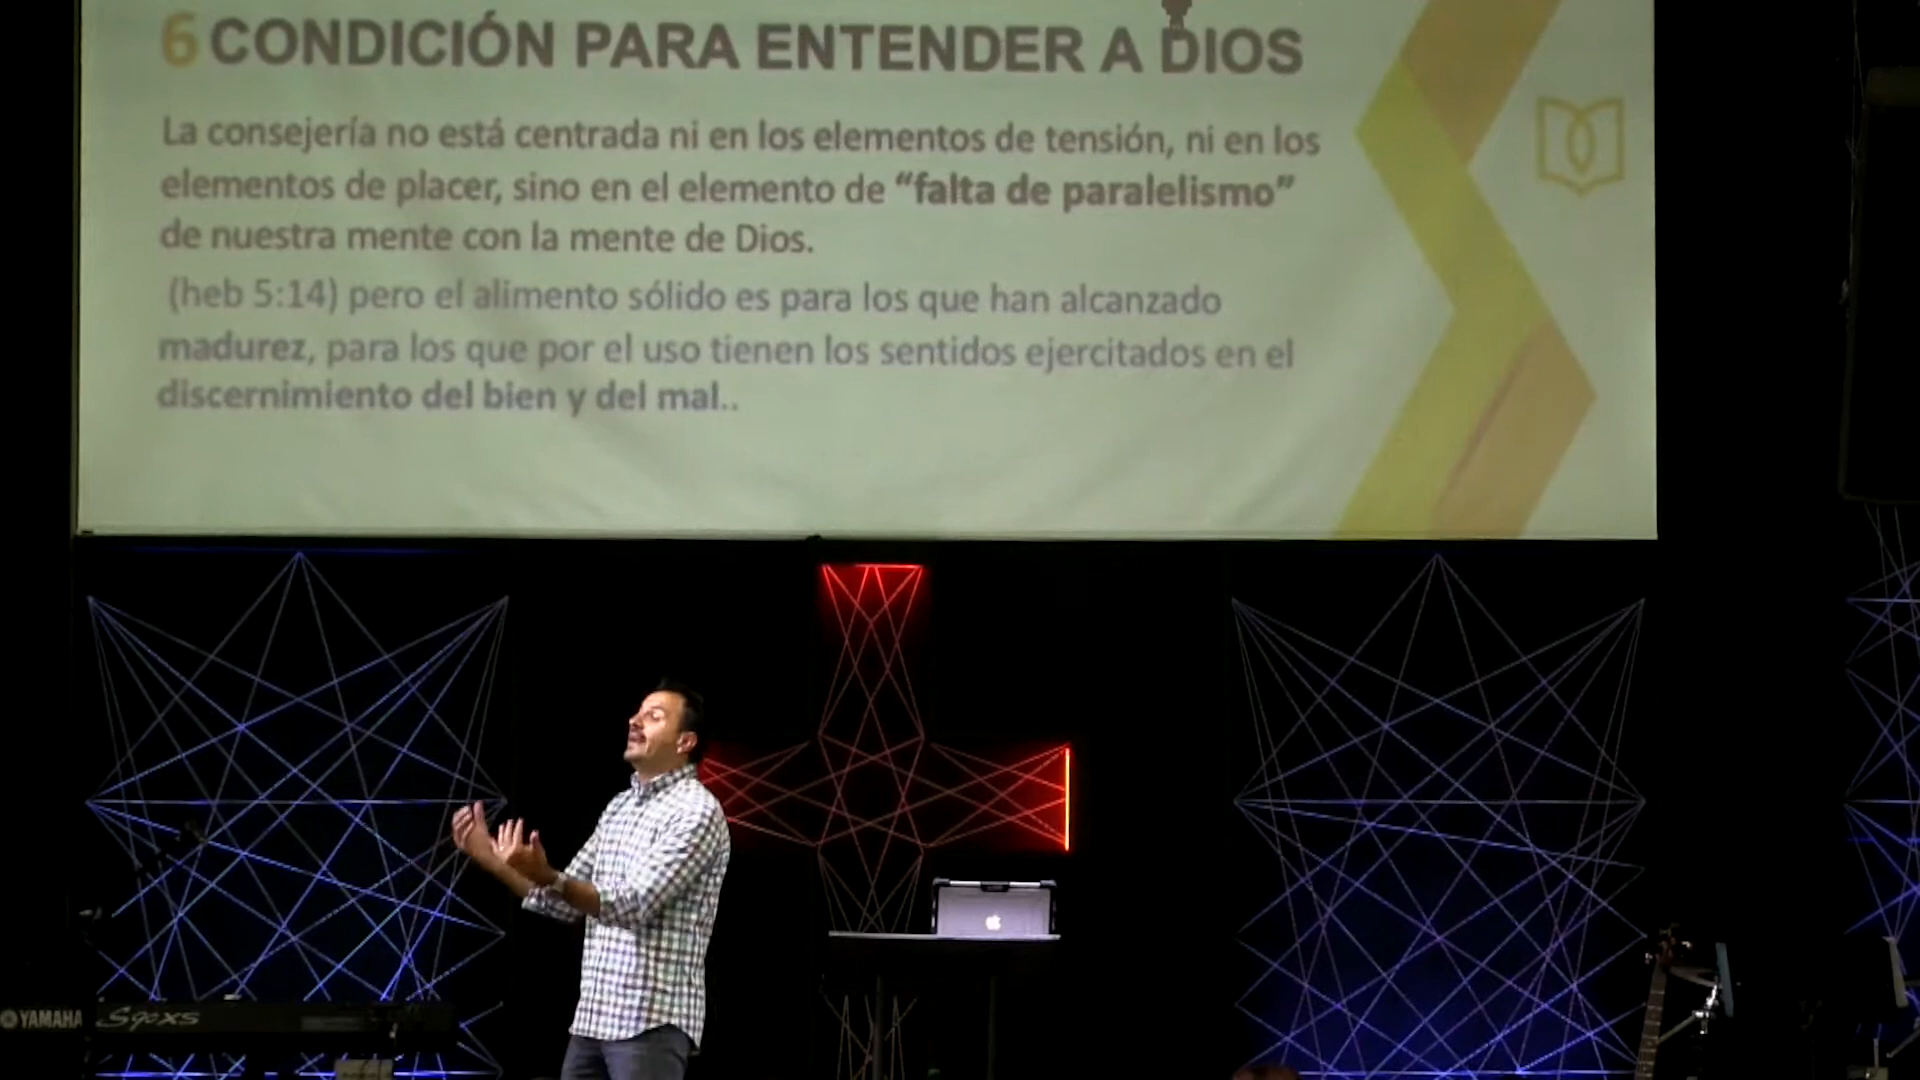 6 CONDICIÓN PARA ENTENDER A DIOS
La consejería no está centrada ni en los elementos de tensión, ni en los
elementos de placer, sino en el elemento de “falta de paralelismo”
de nuestra mente con la mente de Dios.
(heb 5:14) pero el alimento sólido es para los que han alcanzado
madurez, para los que por el uso tienen los sentidos ejercitados en el
discernimiento del bien y del mal..
YAMAHA S90XS